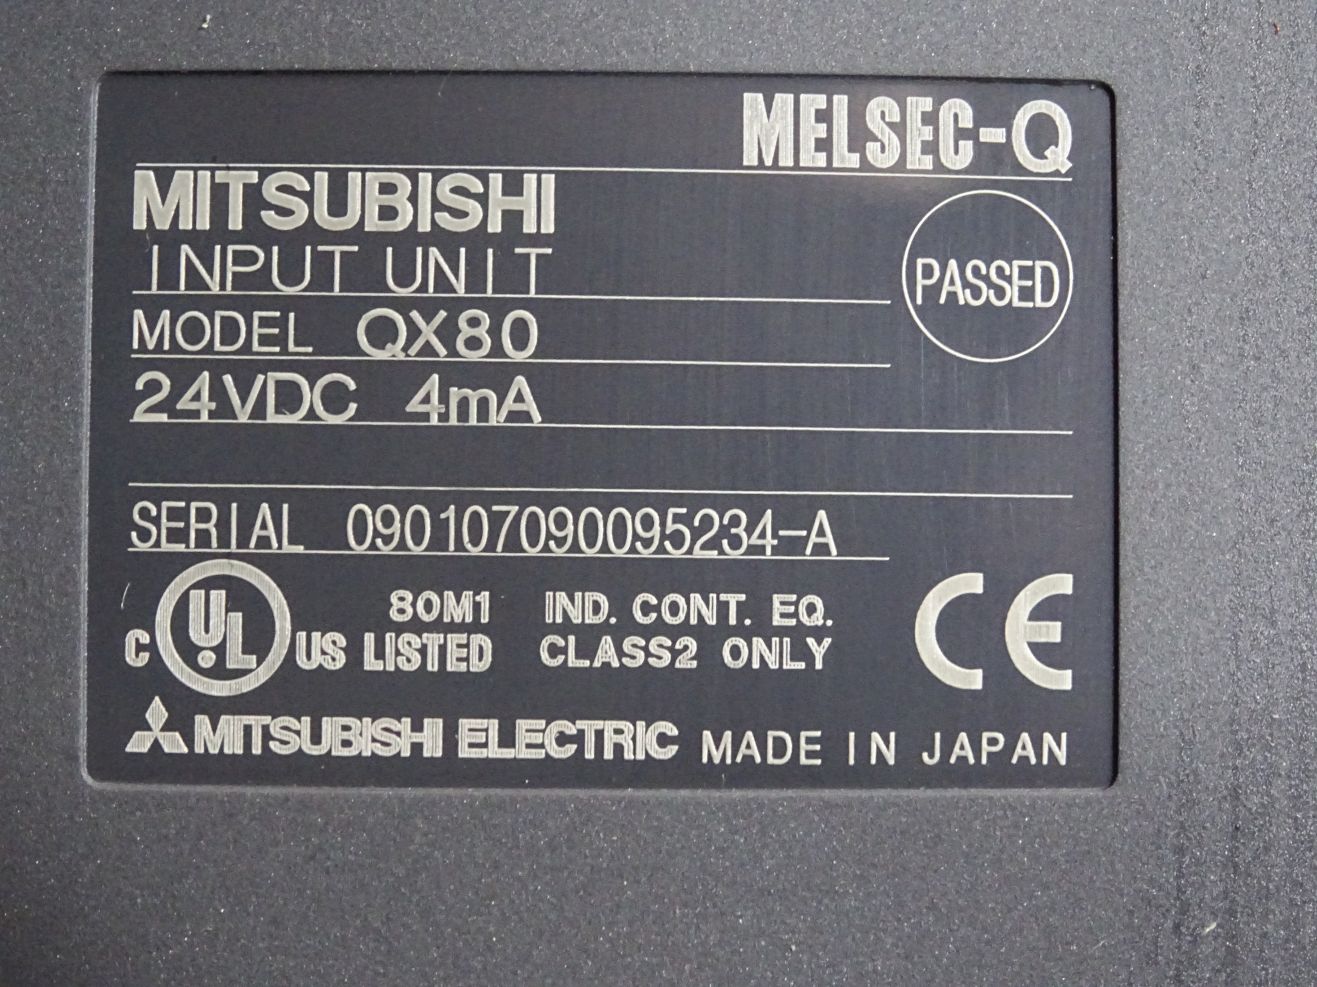 MELSEC-Q
MITSUBISHI
INPUT UNIT
PASSED
MODEL QX80
24VDC 4mA
SERIAL 090107090095234-A
C UL US LISTED 80M1 IND. CONT. EQ.
CLASS2 ONLY
CE
MITSUBISHI ELECTRIC MADE IN JAPAN